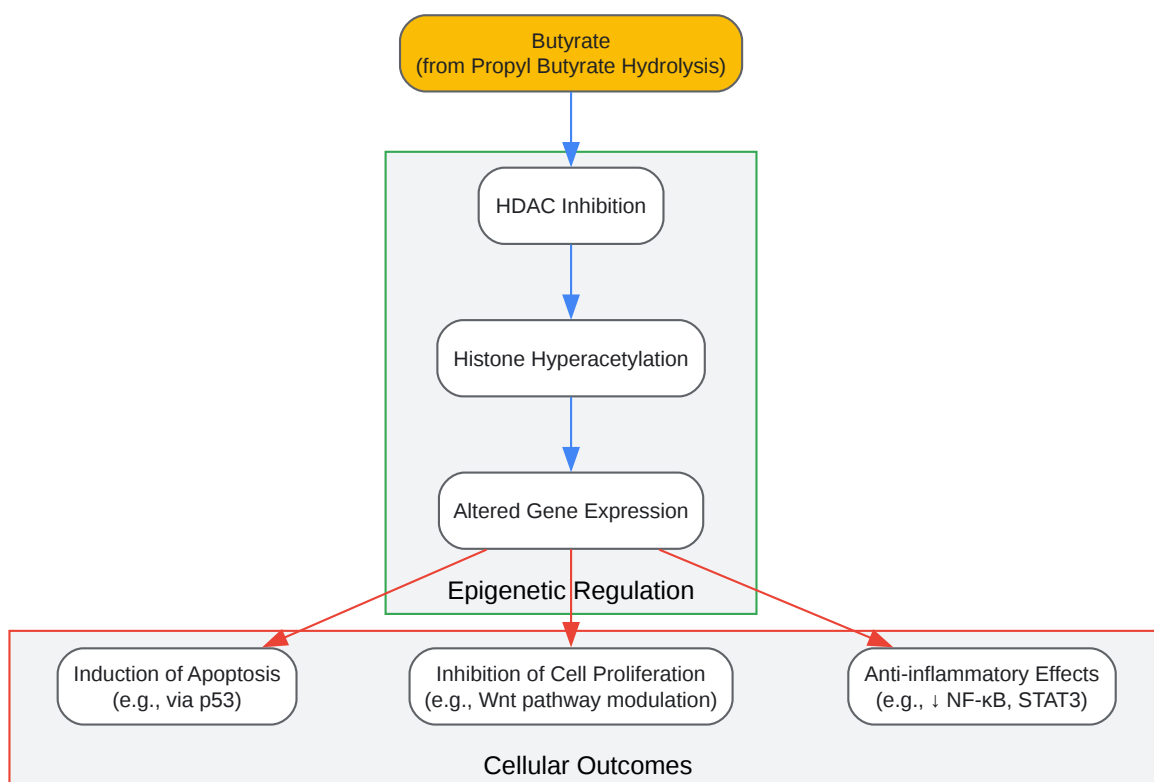 Butyrate
(from Propyl Butyrate Hydrolysis)
HDAC Inhibition
Histone Hyperacetylation
Altered Gene Expression
Epigenetic Regulation
Induction of Apoptosis
(e.g., via p53)
Inhibition of Cell Proliferation
(e.g., Wnt pathway modulation)
Anti-inflammatory Effects
(e.g., ↓ NF-κB, STAT3)
Cellular Outcomes